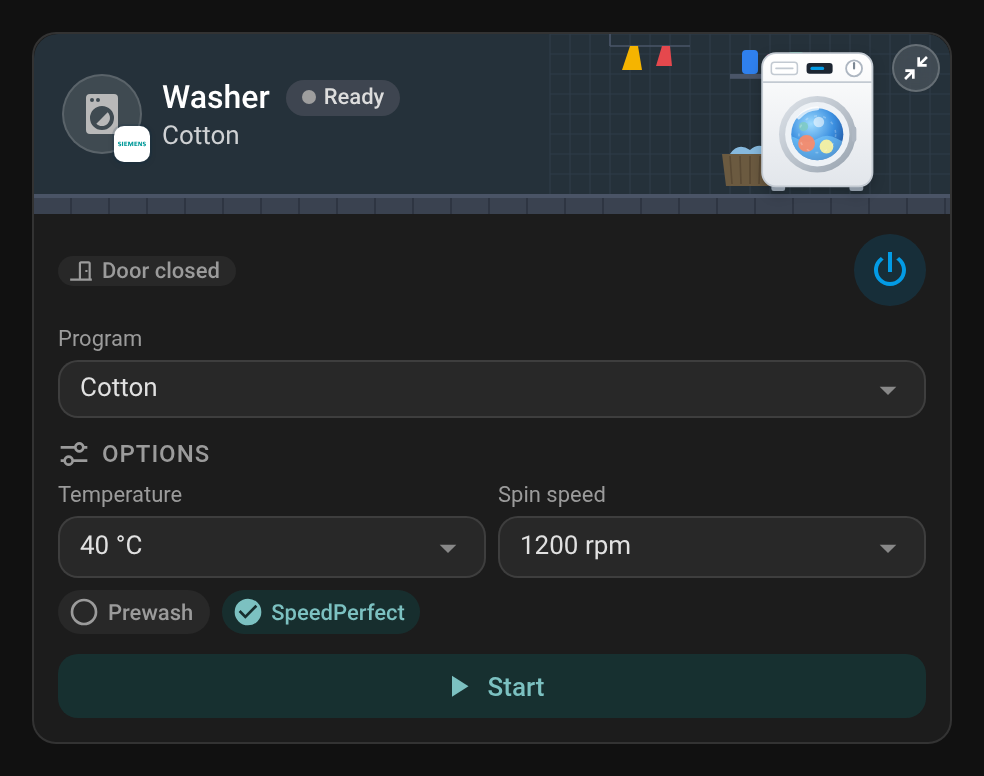 Washer
Ready
Cotton
SIEMENS
Door closed
Program
Cotton
OPTIONS
Temperature
Spin speed
40 °C
1200 rpm
Prewash
SpeedPerfect
Start